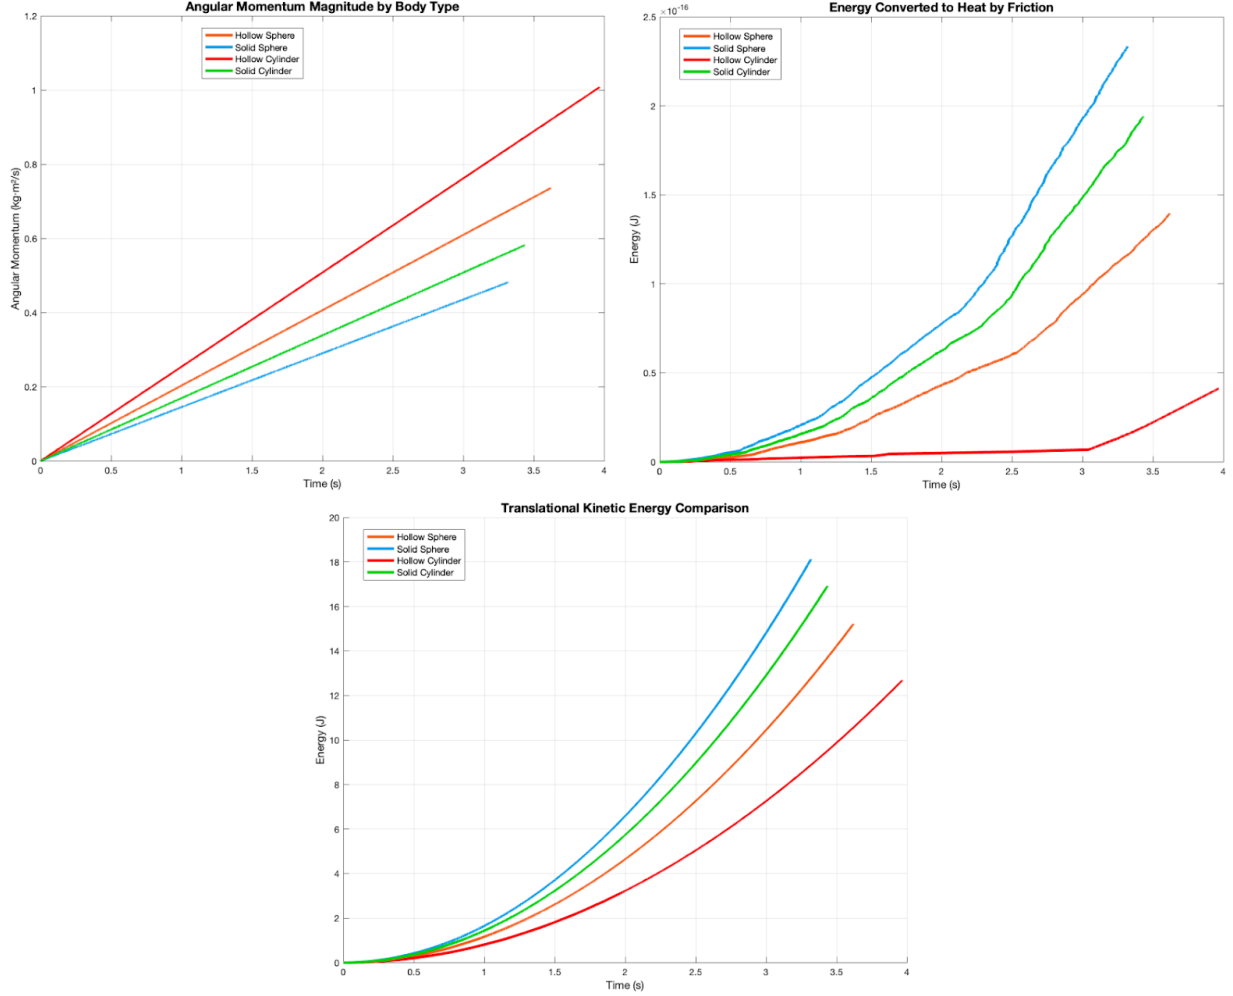 Angular Momentum Magnitude by Body Type
Hollow Sphere
Solid Sphere
Hollow Cylinder
Solid Cylinder
1.2
1
0.8
0.6
0.4
0.2
0
Angular Momentum (kg·m²/s)
0 0.5 1 1.5 2 2.5 3 3.5 4
Time (s)
Energy Converted to Heat by Friction
×10⁻¹⁶
Hollow Sphere
Solid Sphere
Hollow Cylinder
Solid Cylinder
2.5
2
1.5
1
0.5
0
Energy (J)
0 0.5 1 1.5 2 2.5 3 3.5 4
Time (s)
Translational Kinetic Energy Comparison
Hollow Sphere
Solid Sphere
Hollow Cylinder
Solid Cylinder
20
18
16
14
12
10
8
6
4
2
0
Energy (J)
0 0.5 1 1.5 2 2.5 3 3.5 4
Time (s)